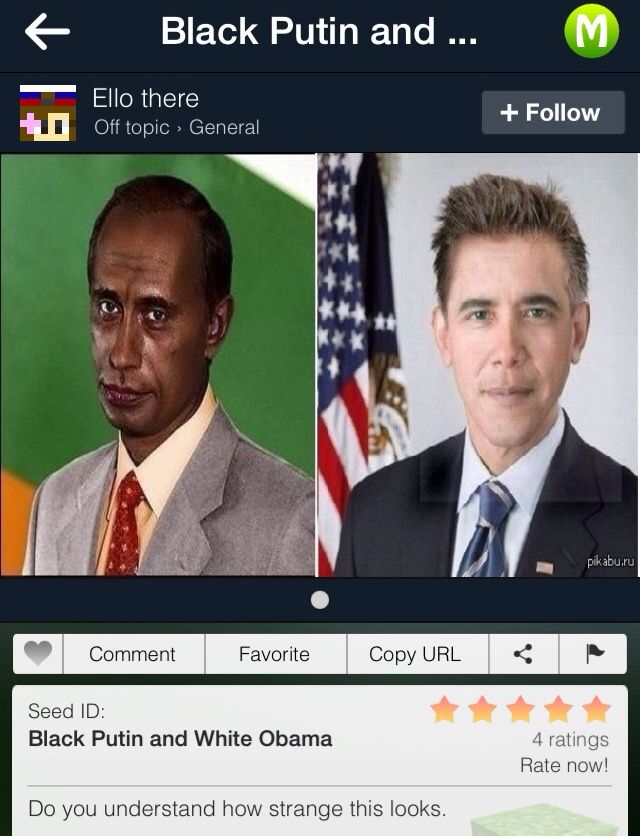 Black Putin and ...
M
Ello there
Off topic › General
+ Follow
pikabu.ru
Comment
Favorite
Copy URL
Seed ID:
Black Putin and White Obama
4 ratings
Rate now!
Do you understand how strange this looks.